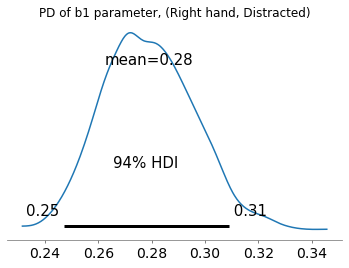 PD of b1 parameter, (Right hand, Distracted)
mean=0.28
94% HDI
0.25 0.31
0.24 0.26 0.28 0.30 0.32 0.34